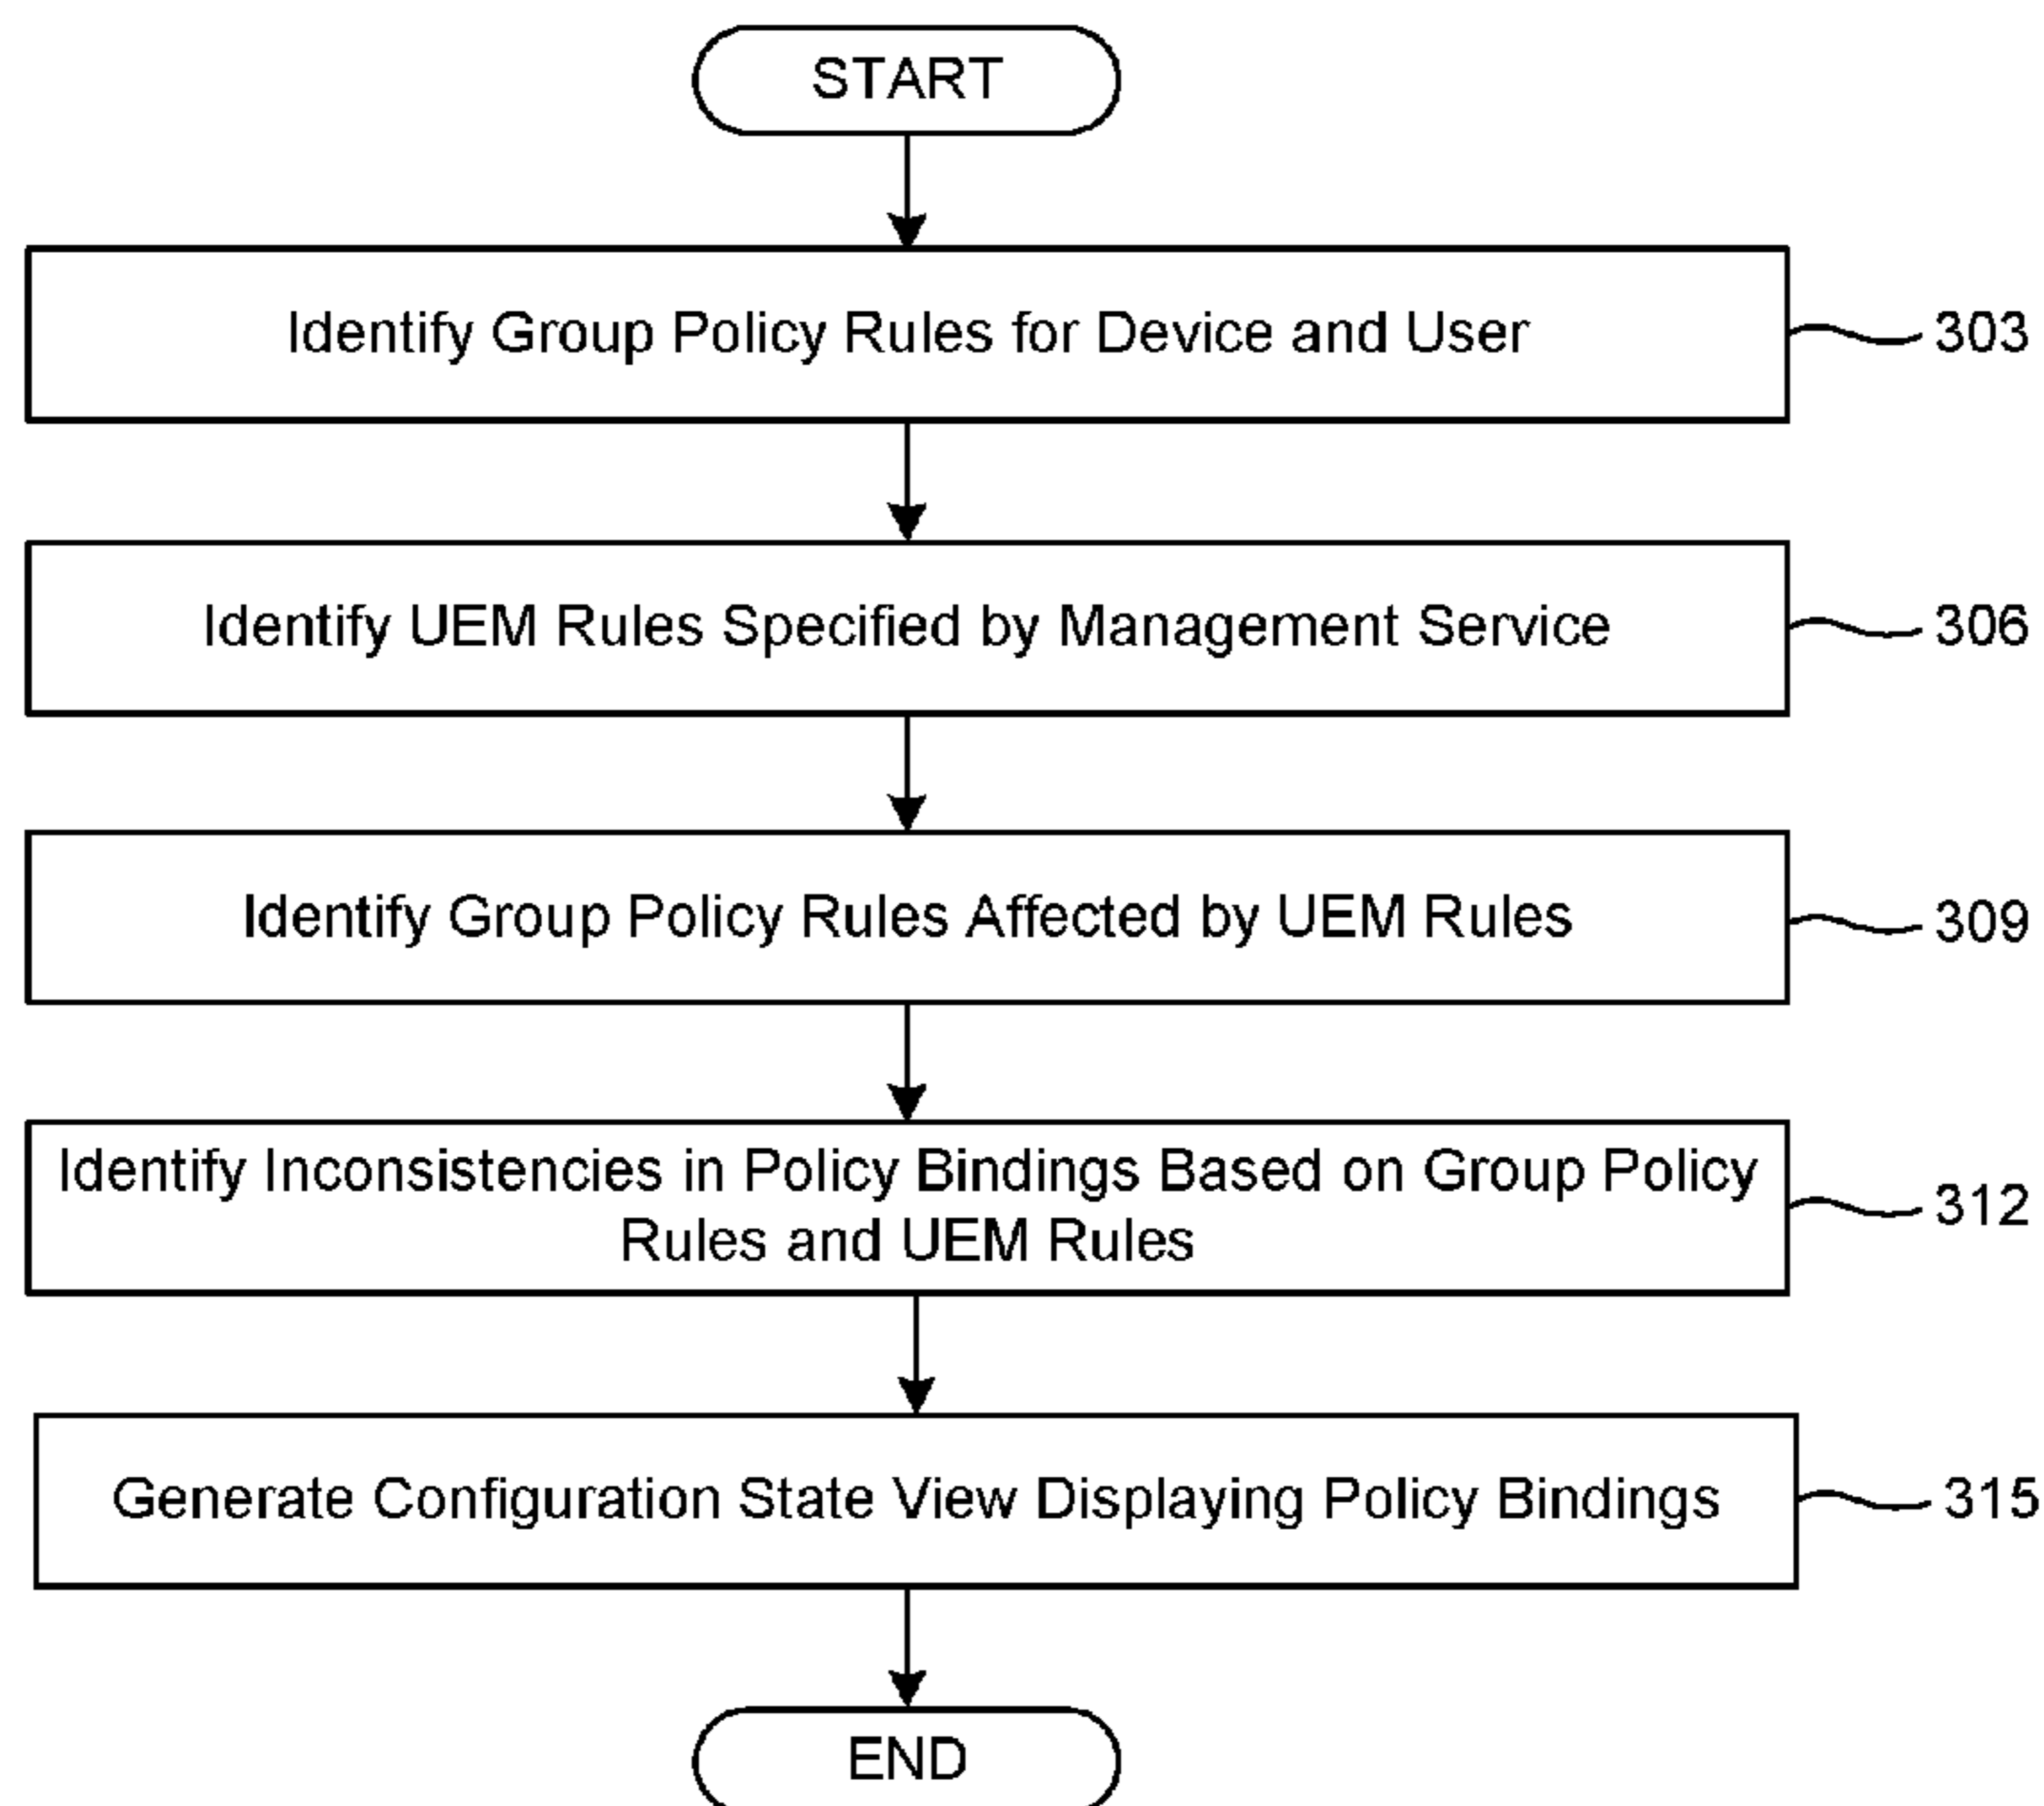 START
Identify Group Policy Rules for Device and User
303
Identify UEM Rules Specified by Management Service
306
Identify Group Policy Rules Affected by UEM Rules
309
Identify Inconsistencies in Policy Bindings Based on Group Policy
Rules and UEM Rules
312
Generate Configuration State View Displaying Policy Bindings
315
END